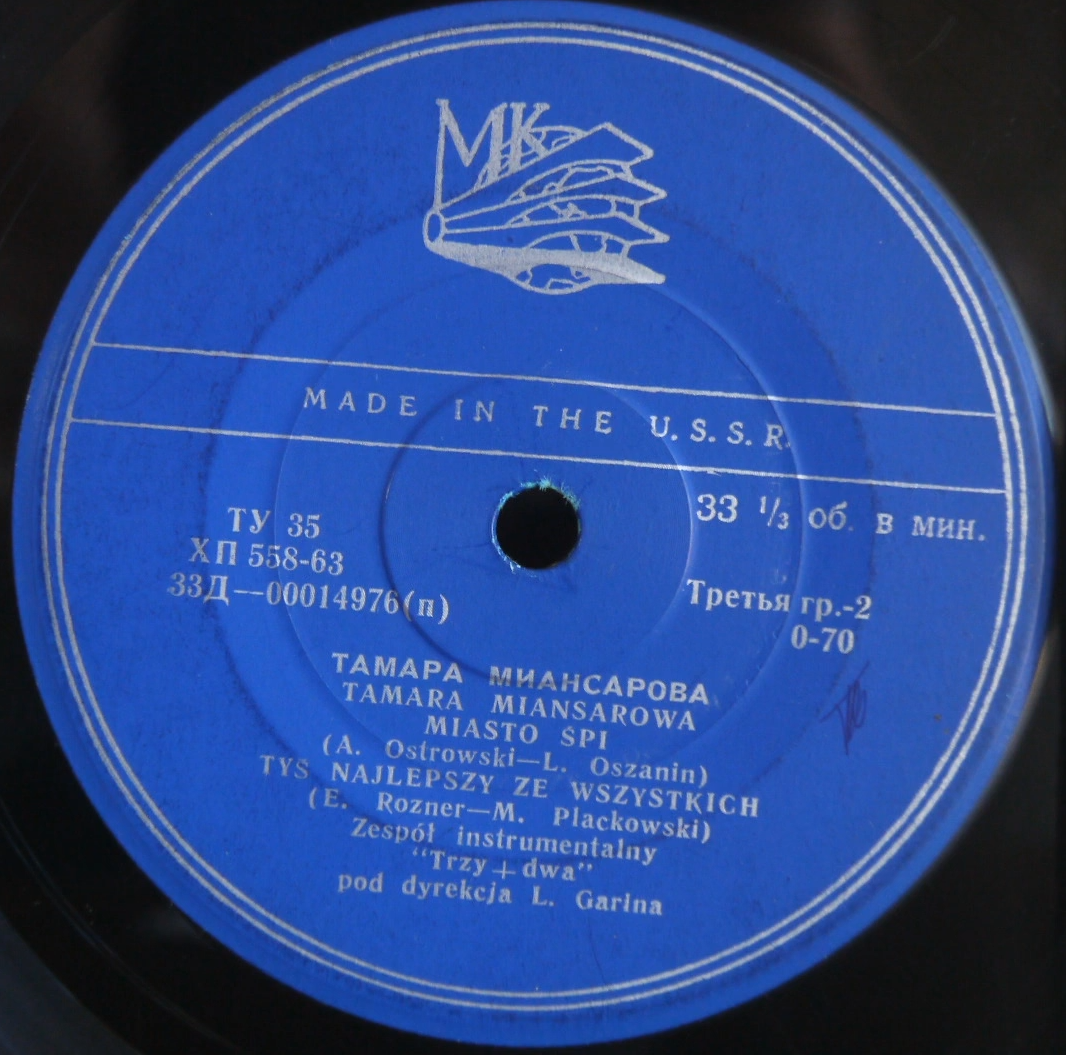 МК
MADE IN THE U.S.S.R.
33 ⅓ об. в мин.
ТУ 35
ХП 558-63
33Д—00014976(п)
Третья гр.-2
0-70
ТАМАРА МИАНСАРОВА
TAMARA MIANSAROWA
MIASTO ŚPI
(A. Ostrowski—L. Oszanin)
TYŚ NAJLEPSZY ZE WSZYSTKICH
(E. Rozner—M. Plackowski)
Zespół instrumentalny
“Trzy + dwa”
pod dyrekcja L. Garina